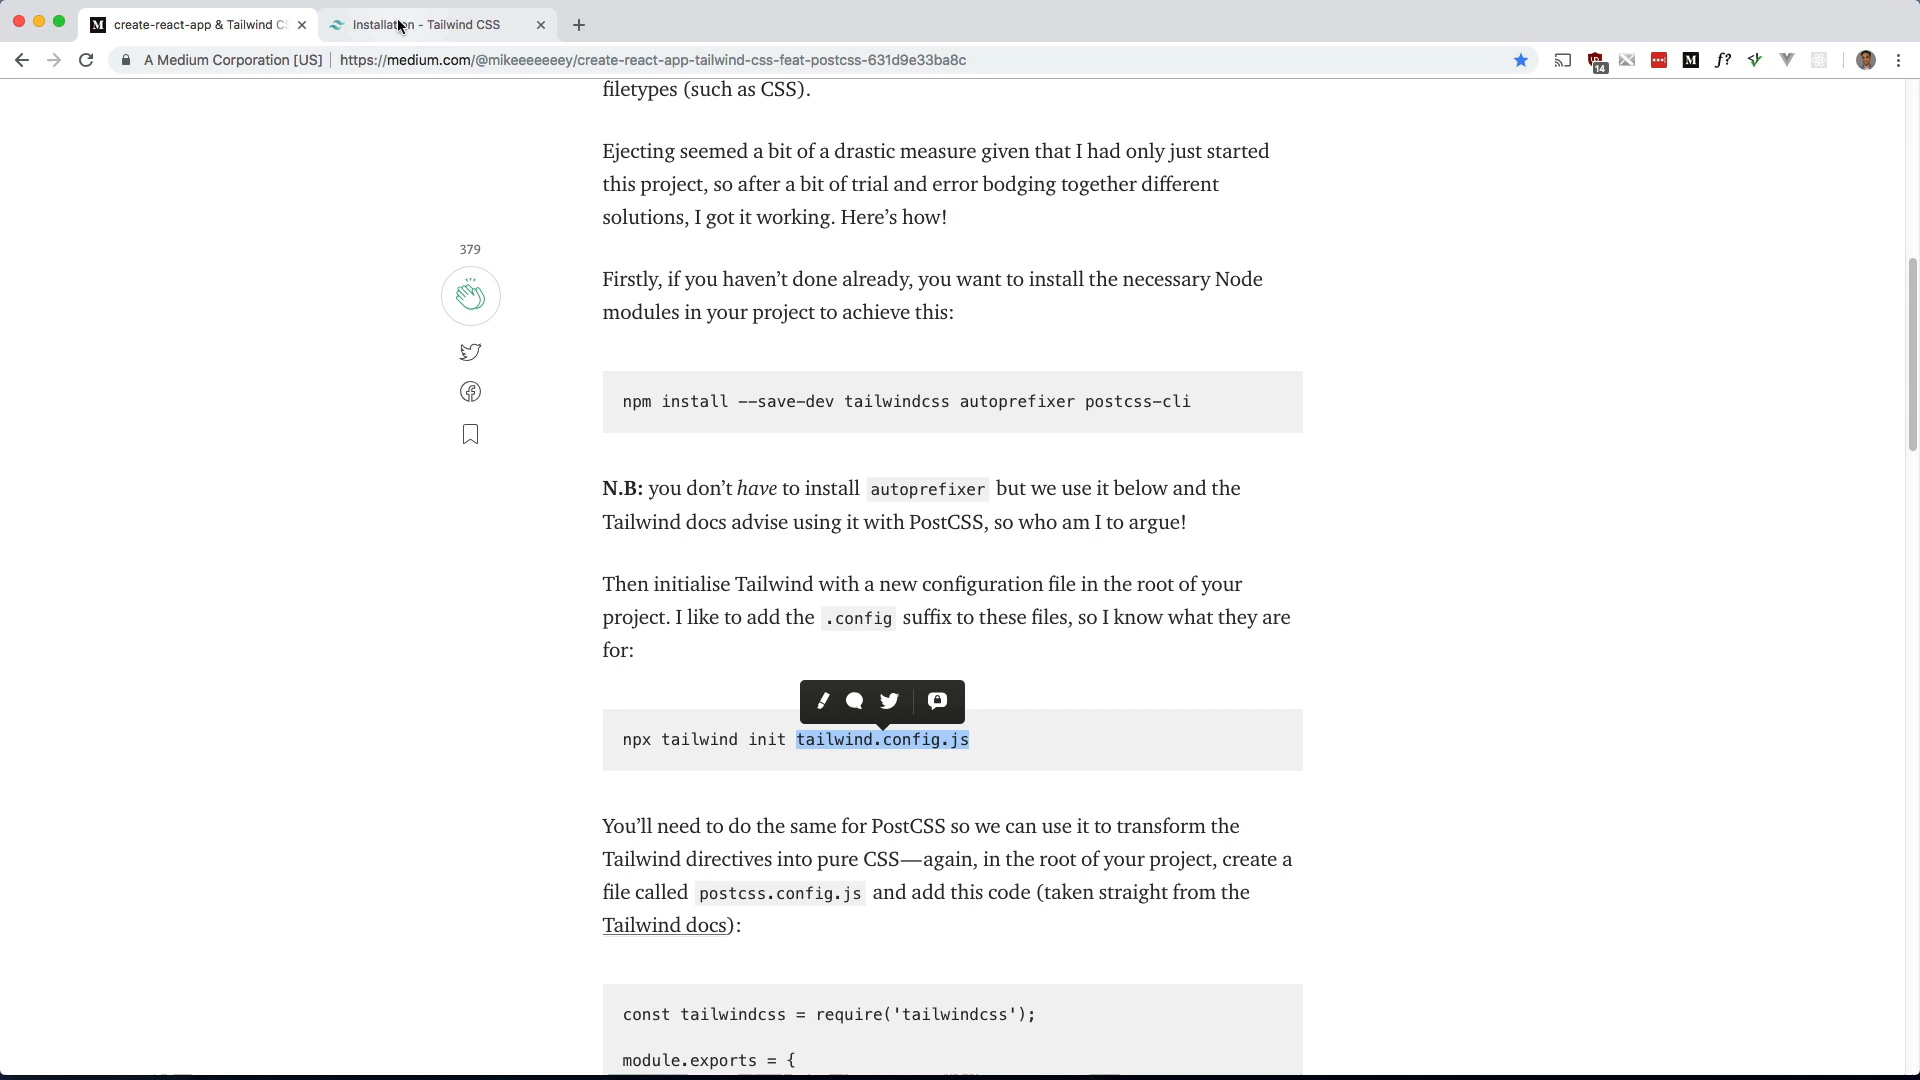 create-react-app & Tailwind CS
Installation - Tailwind CSS
A Medium Corporation [US] | https://medium.com/@mikeeeeeeey/create-react-app-tailwind-css-feat-postcss-631d9e33ba8c
14
f?
filetypes (such as CSS).
Ejecting seemed a bit of a drastic measure given that I had only just started
this project, so after a bit of trial and error bodging together different
solutions, I got it working. Here’s how!
379
Firstly, if you haven’t done already, you want to install the necessary Node
modules in your project to achieve this:
npm install --save-dev tailwindcss autoprefixer postcss-cli
N.B: you don’t have to install autoprefixer but we use it below and the
Tailwind docs advise using it with PostCSS, so who am I to argue!
Then initialise Tailwind with a new configuration file in the root of your
project. I like to add the .config suffix to these files, so I know what they are
for:
npx tailwind init tailwind.config.js
You’ll need to do the same for PostCSS so we can use it to transform the
Tailwind directives into pure CSS — again, in the root of your project, create a
file called postcss.config.js and add this code (taken straight from the
Tailwind docs):
const tailwindcss = require('tailwindcss');
module.exports = {